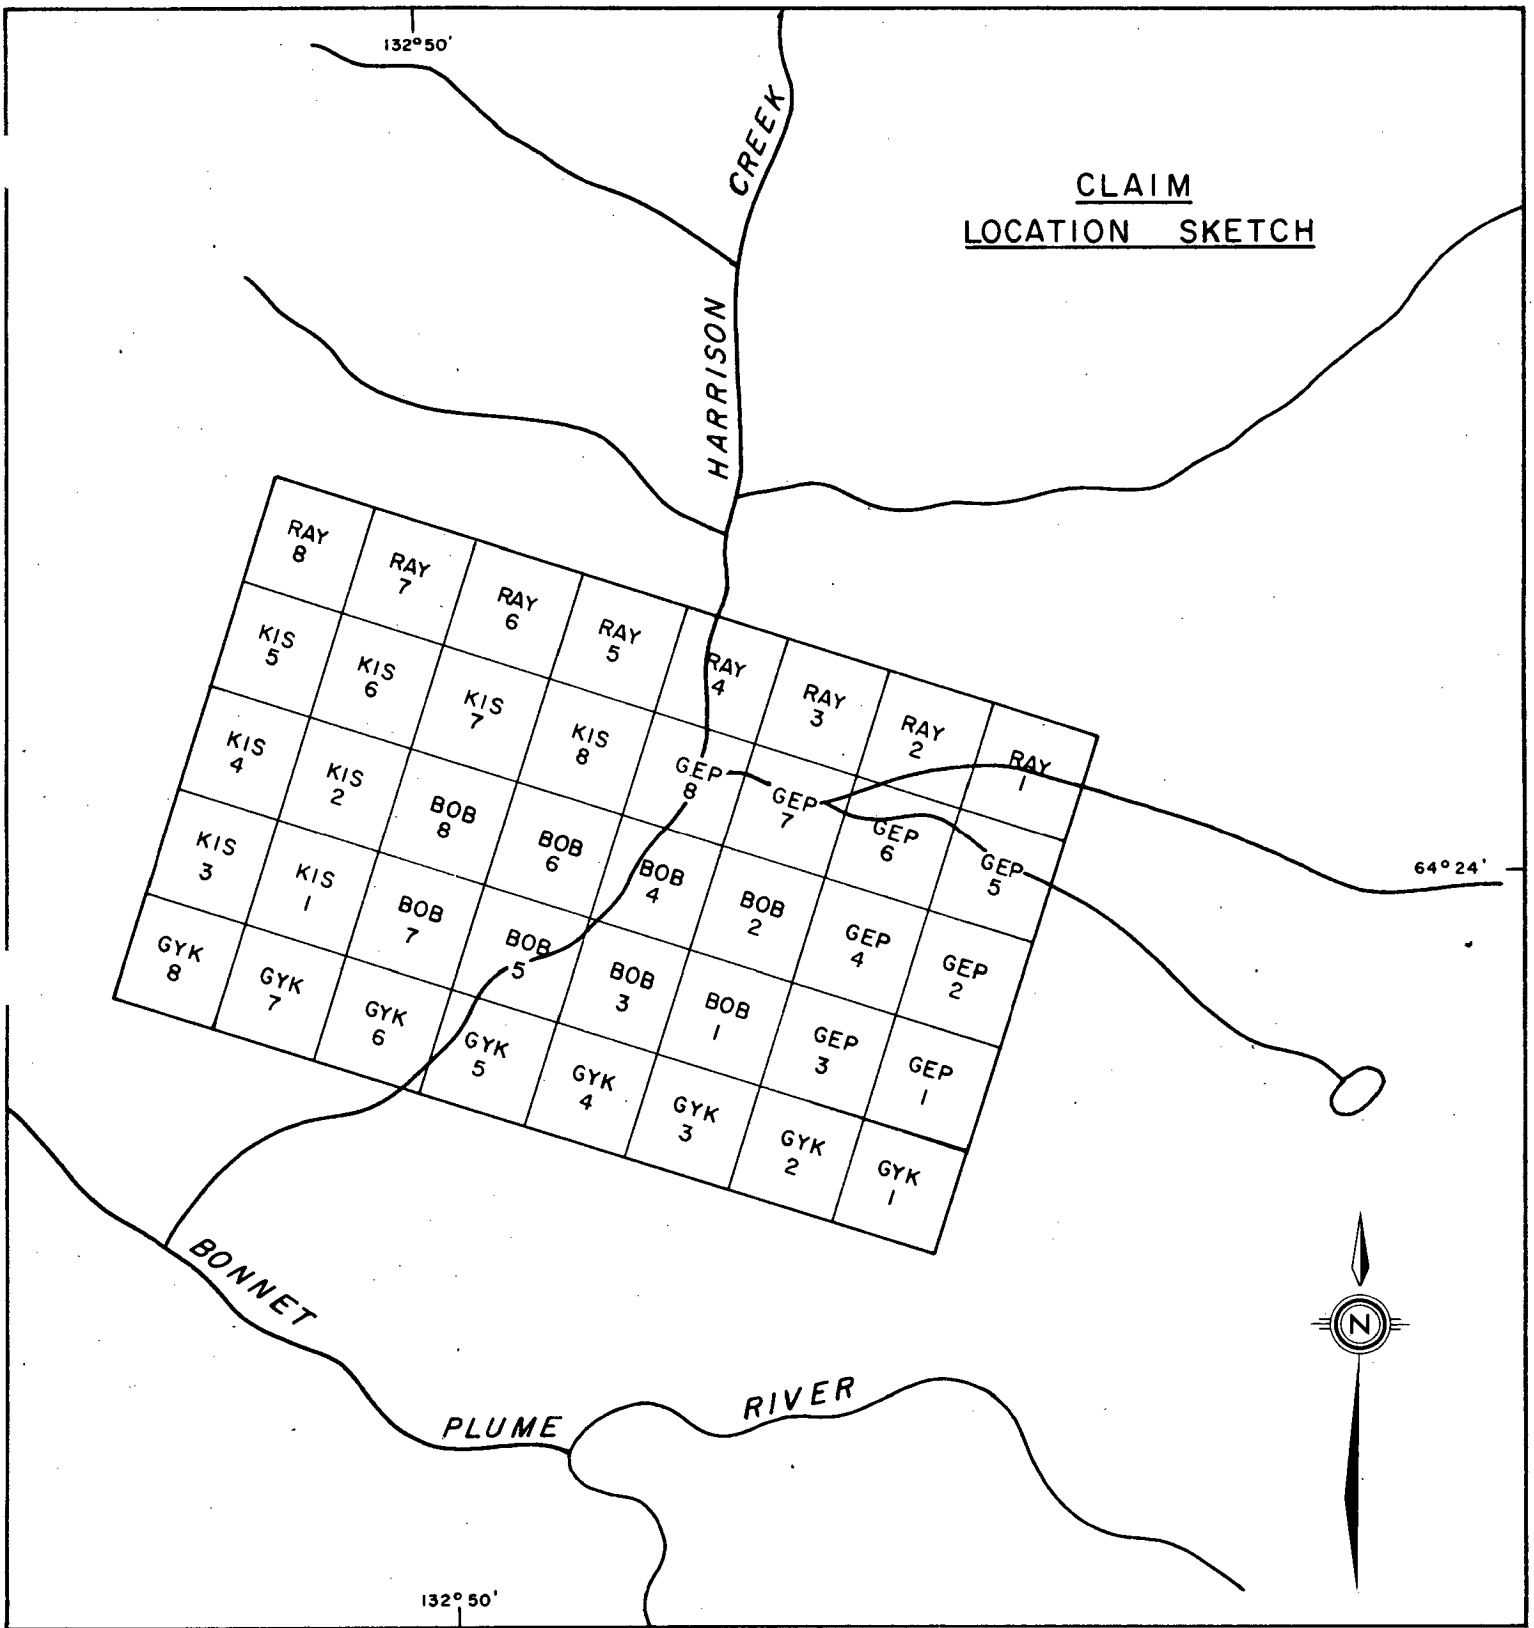 132°50'
CREEK
CLAIM
LOCATION SKETCH
HARRISON
RAY
8
RAY
7
RAY
6
RAY
5
RAY
4
RAY
3
RAY
2
RAY
1
KIS
5
KIS
6
KIS
7
KIS
8
GEP
8
GEP
7
GEP
6
GEP
5
KIS
4
KIS
2
BOB
8
BOB
6
BOB
4
BOB
2
GEP
4
GEP
2
KIS
3
KIS
1
BOB
7
BOB
5
BOB
3
BOB
1
GEP
3
GEP
1
GYK
8
GYK
7
GYK
6
GYK
5
GYK
4
GYK
3
GYK
2
GYK
1
64°24'
BONNET
PLUME
RIVER
N
132°50'